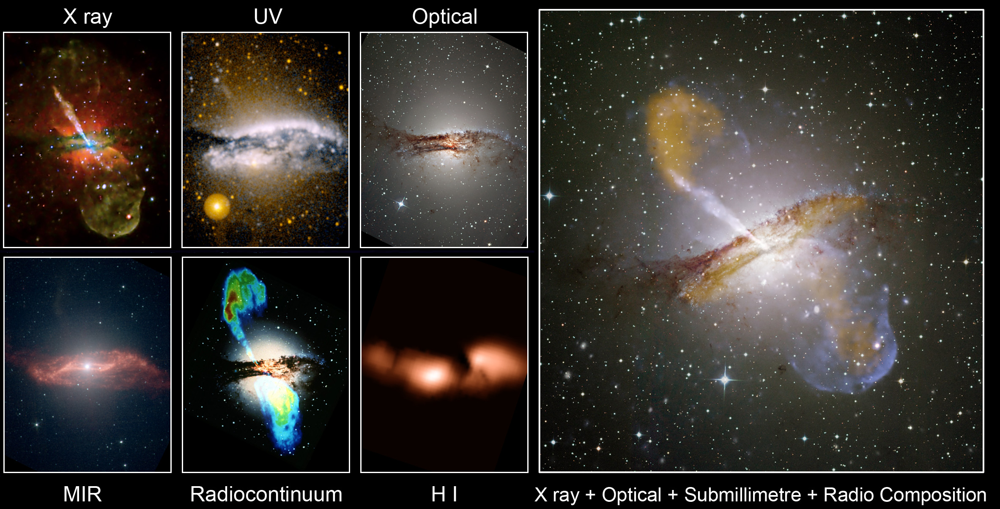 X ray
UV
Optical
MIR
Radiocontinuum
H I
X ray + Optical + Submillimetre + Radio Composition